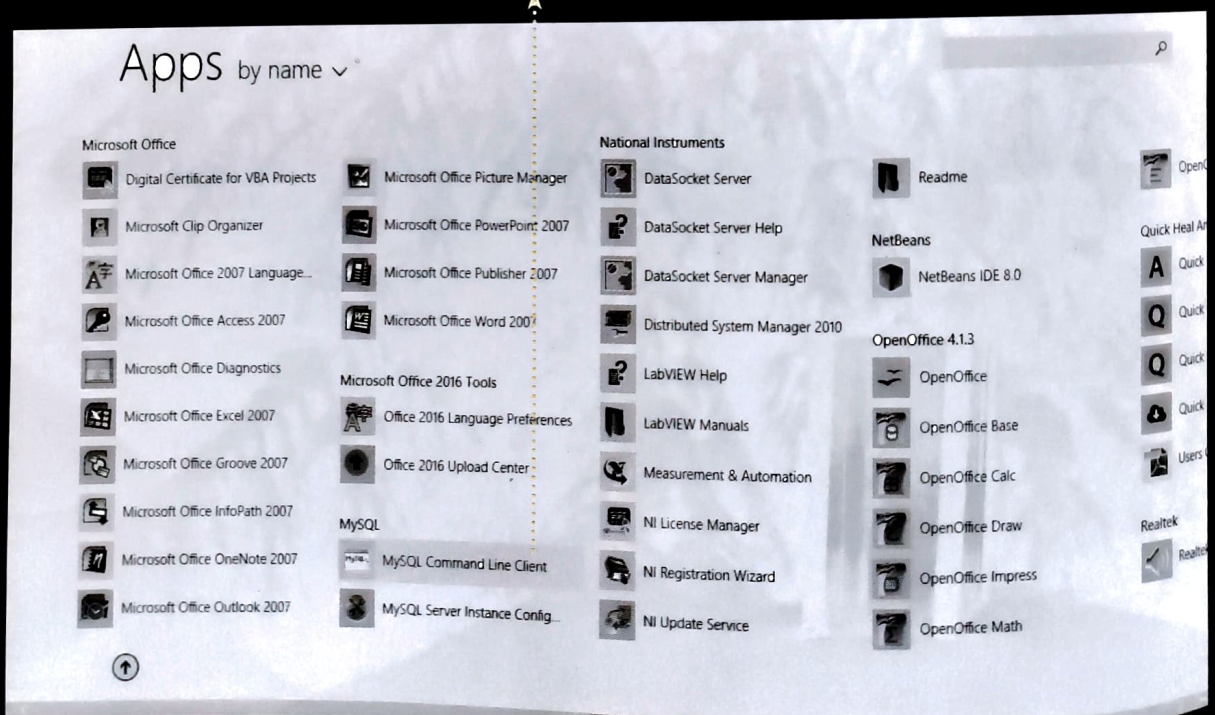 Apps by name
Microsoft Office
Digital Certificate for VBA Projects
Microsoft Clip Organizer
Microsoft Office 2007 Language...
Microsoft Office Access 2007
Microsoft Office Diagnostics
Microsoft Office Excel 2007
Microsoft Office Groove 2007
Microsoft Office InfoPath 2007
Microsoft Office OneNote 2007
Microsoft Office Outlook 2007
Microsoft Office Picture Manager
Microsoft Office PowerPoint 2007
Microsoft Office Publisher 2007
Microsoft Office Word 2007
Microsoft Office 2016 Tools
Office 2016 Language Preferences
Office 2016 Upload Center
MySQL
MySQL Command Line Client
MySQL Server Instance Config...
National Instruments
DataSocket Server
DataSocket Server Help
DataSocket Server Manager
Distributed System Manager 2010
LabVIEW Help
LabVIEW Manuals
Measurement & Automation
NI License Manager
NI Registration Wizard
NI Update Service
Readme
NetBeans
NetBeans IDE 8.0
OpenOffice 4.1.3
OpenOffice
OpenOffice Base
OpenOffice Calc
OpenOffice Draw
OpenOffice Impress
OpenOffice Math
Quick Heal
Quick
Quick
Quick
Quick
Users
Realtek
Realtek